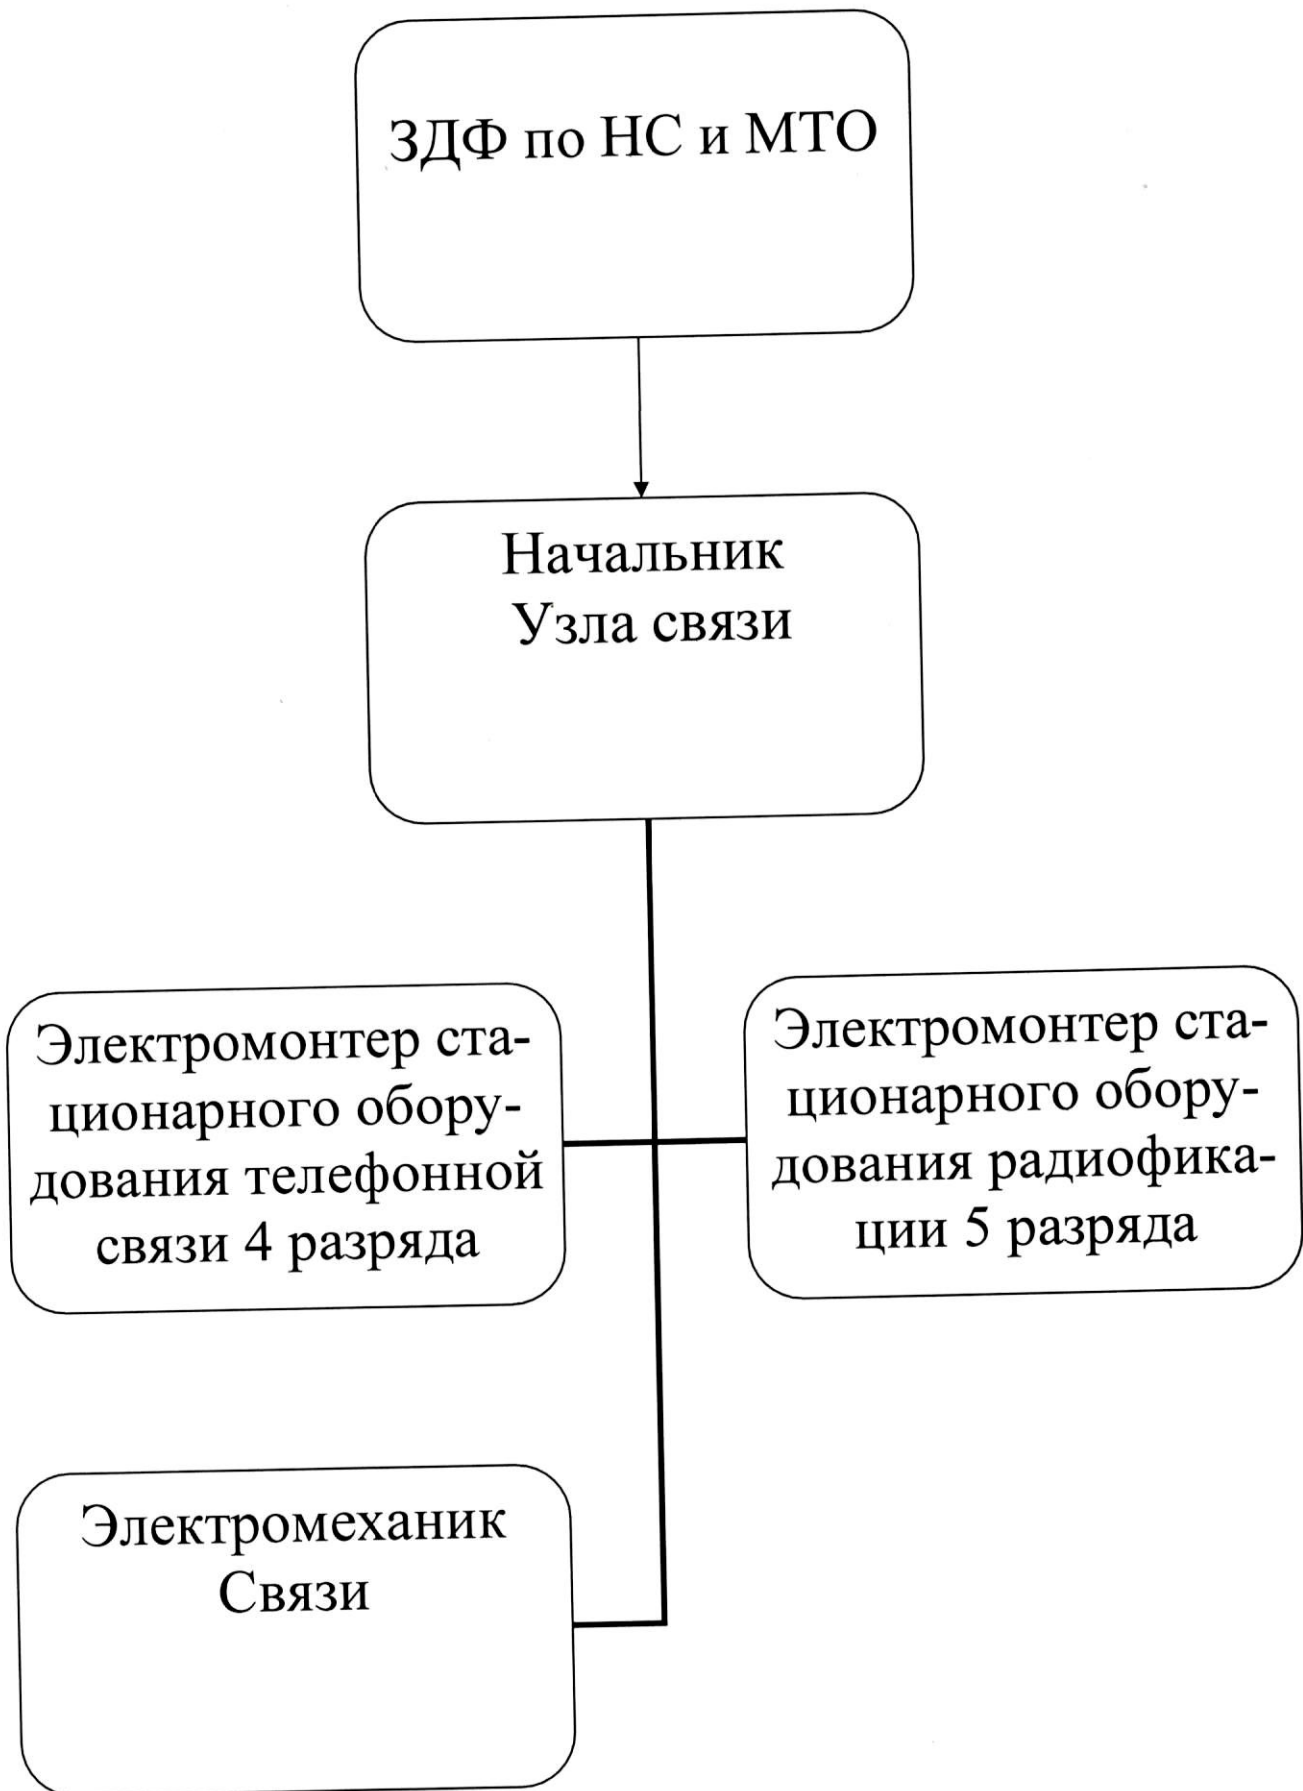 ЗДФ по НС и МТО
Начальник
Узла связи
Электромонтер ста-
ционарного обору-
дования телефонной
связи 4 разряда
Электромонтер ста-
ционарного обору-
дования радиофика-
ции 5 разряда
Электромеханик
Связи